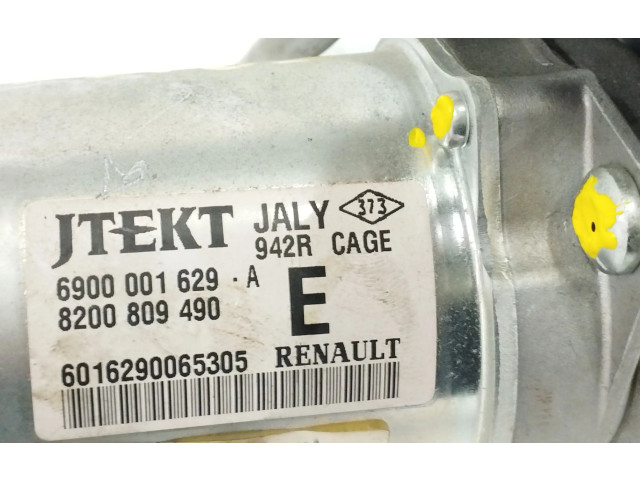 JTEKT JALY 373
942R CAGE
6900 001 629 - A
8200 809 490 E
6016290065305 RENAULT